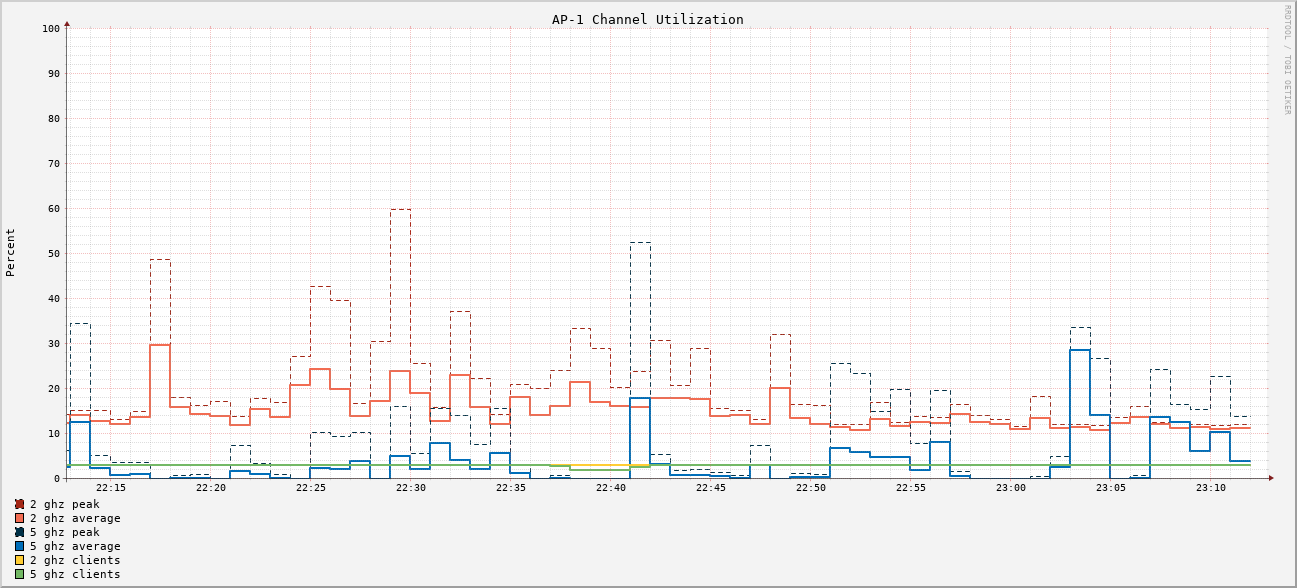 AP-1 Channel Utilization
RRDTOOL / TOBI OETIKER
Percent
100
90
80
70
60
50
40
30
20
10
0
22:15 22:20 22:25 22:30 22:35 22:40 22:45 22:50 22:55 23:00 23:05 23:10
2 ghz peak
2 ghz average
5 ghz peak
5 ghz average
2 ghz clients
5 ghz clients